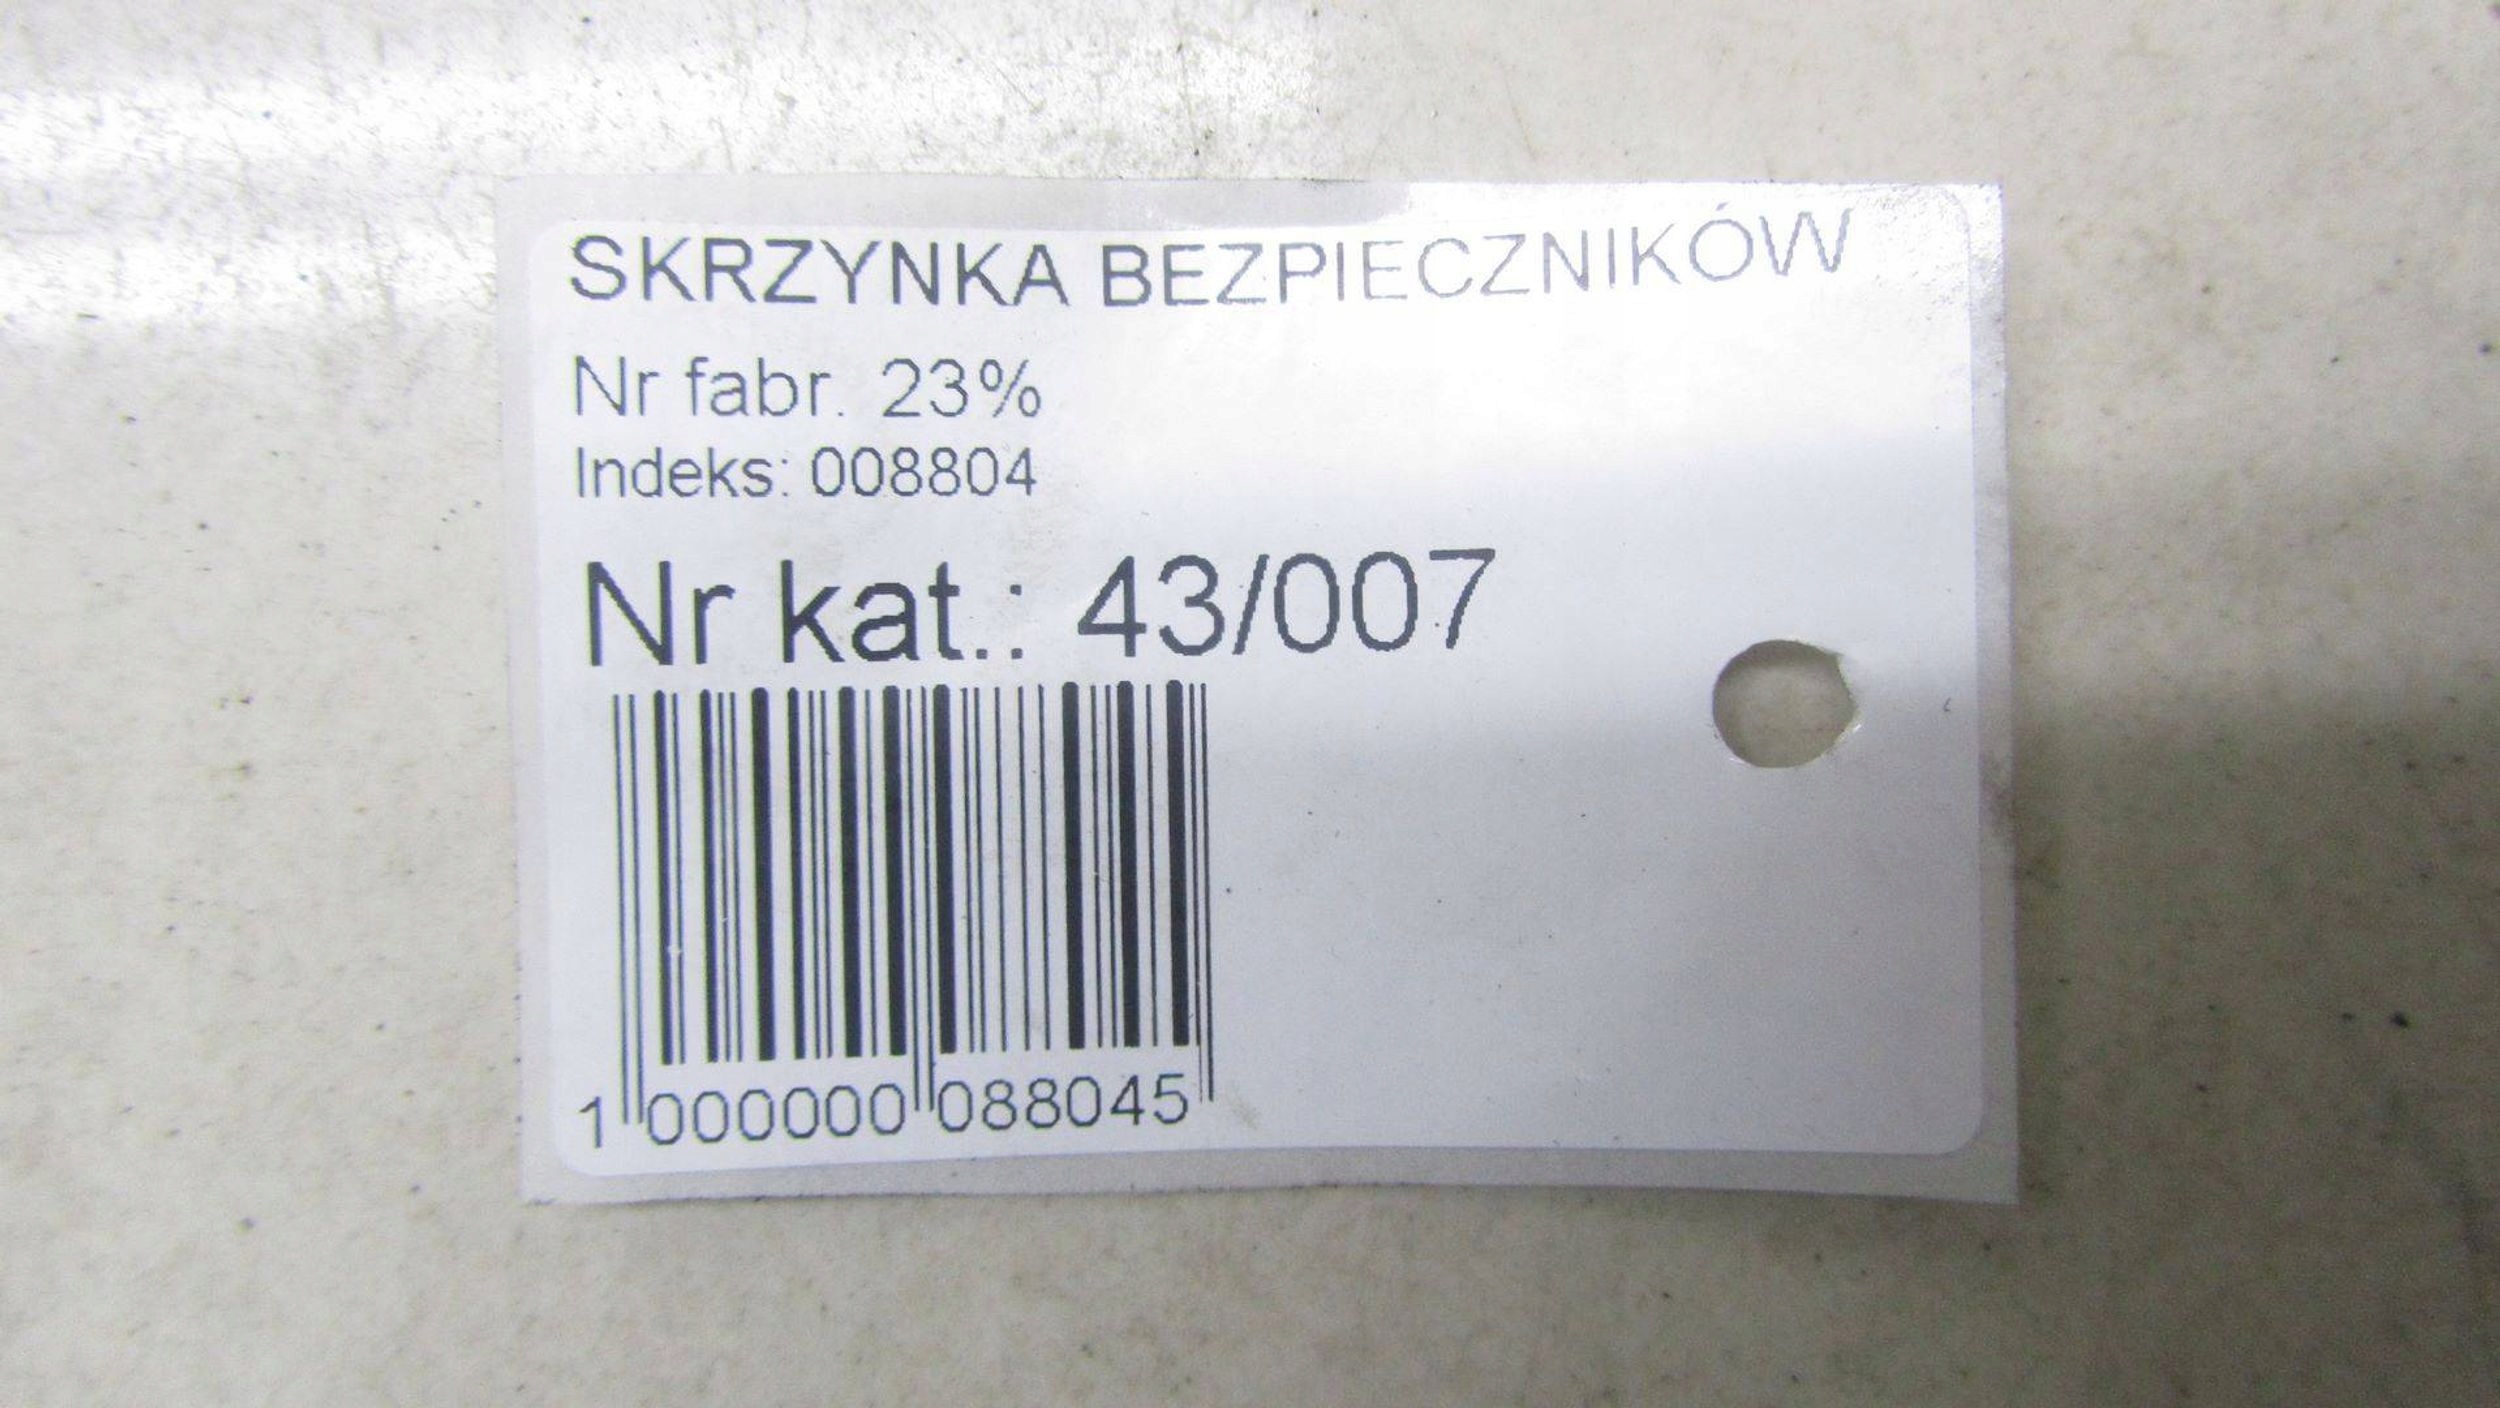 SKRZYNKA BEZPIECZNIKÓW
Nr fabr. 23%
Indeks: 008804
Nr kat.: 43/007
1 000000 088045